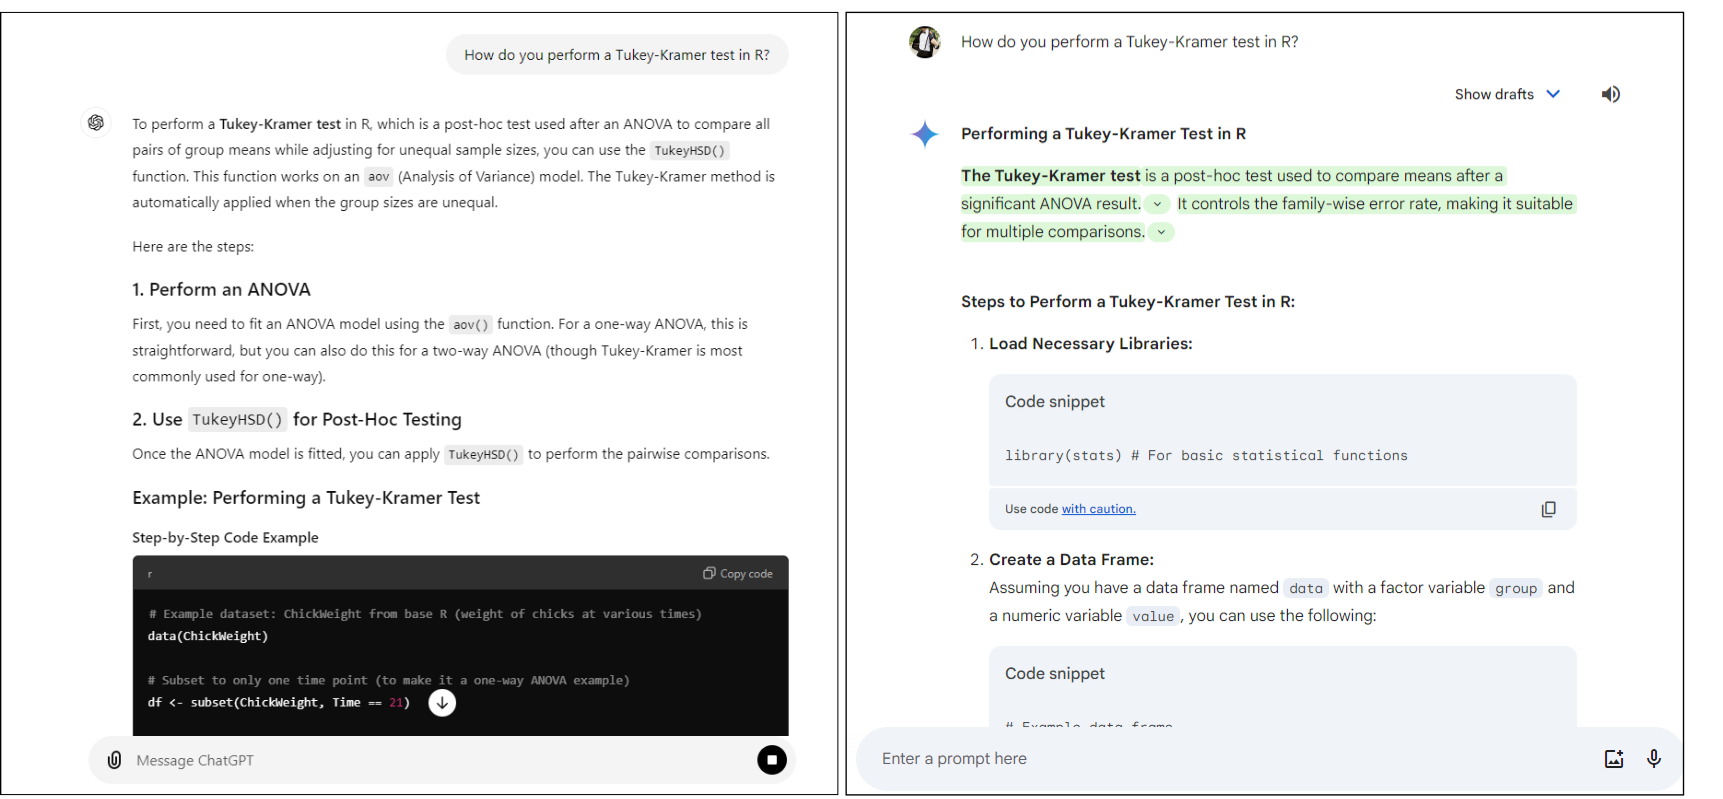 How do you perform a Tukey-Kramer test in R?
To perform a Tukey-Kramer test in R, which is a post-hoc test used after an ANOVA to compare all
pairs of group means while adjusting for unequal sample sizes, you can use the TukeyHSD()
function. This function works on an aov (Analysis of Variance) model. The Tukey-Kramer method is
automatically applied when the group sizes are unequal.
Here are the steps:
1. Perform an ANOVA
First, you need to fit an ANOVA model using the aov() function. For a one-way ANOVA, this is
straightforward, but you can also do this for a two-way ANOVA (though Tukey-Kramer is most
commonly used for one-way).
2. Use TukeyHSD() for Post-Hoc Testing
Once the ANOVA model is fitted, you can apply TukeyHSD() to perform the pairwise comparisons.
Example: Performing a Tukey-Kramer Test
Step-by-Step Code Example
r
Copy code
# Example dataset: ChickWeight from base R (weight of chicks at various times)
data(ChickWeight)
# Subset to only one time point (to make it a one-way ANOVA example)
df <- subset(ChickWeight, Time == 21)
Message ChatGPT
How do you perform a Tukey-Kramer test in R?
Show drafts
Performing a Tukey-Kramer Test in R
The Tukey-Kramer test is a post-hoc test used to compare means after a
significant ANOVA result. It controls the family-wise error rate, making it suitable
for multiple comparisons.
Steps to Perform a Tukey-Kramer Test in R:
1. Load Necessary Libraries:
Code snippet
library(stats) # For basic statistical functions
Use code with caution.
2. Create a Data Frame:
Assuming you have a data frame named data with a factor variable group and
a numeric variable value, you can use the following:
Code snippet
# Example data frame
Enter a prompt here